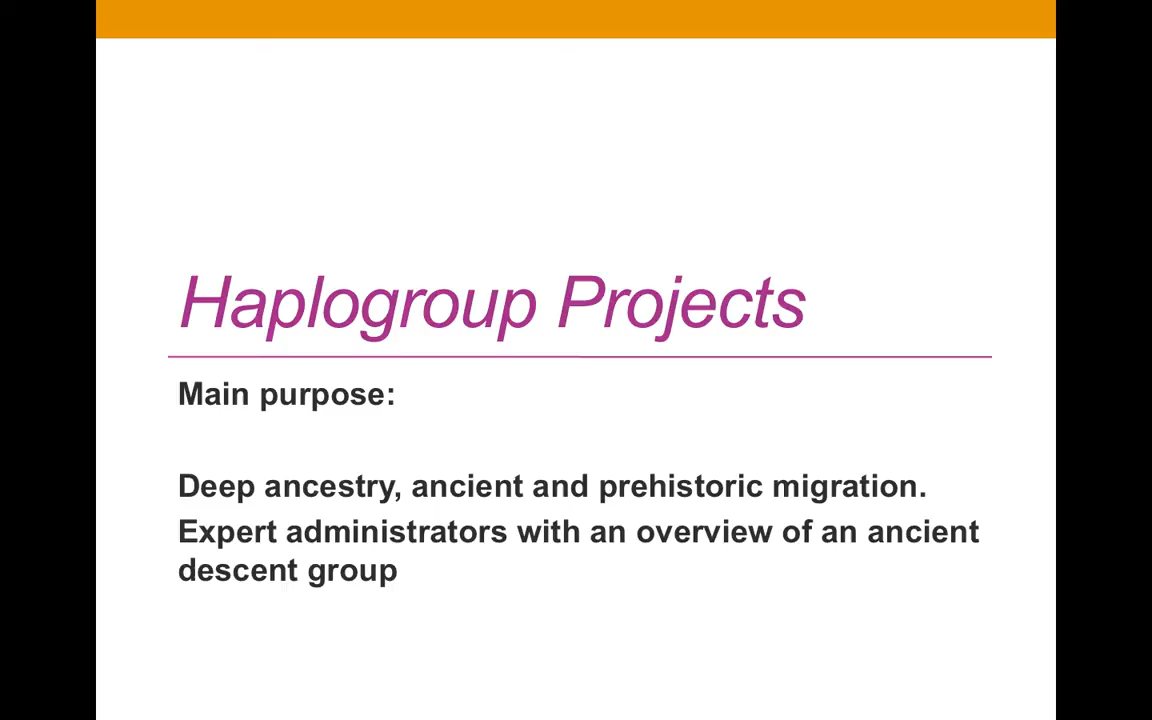 Haplogroup Projects
Main purpose:
Deep ancestry, ancient and prehistoric migration.
Expert administrators with an overview of an ancient
descent group